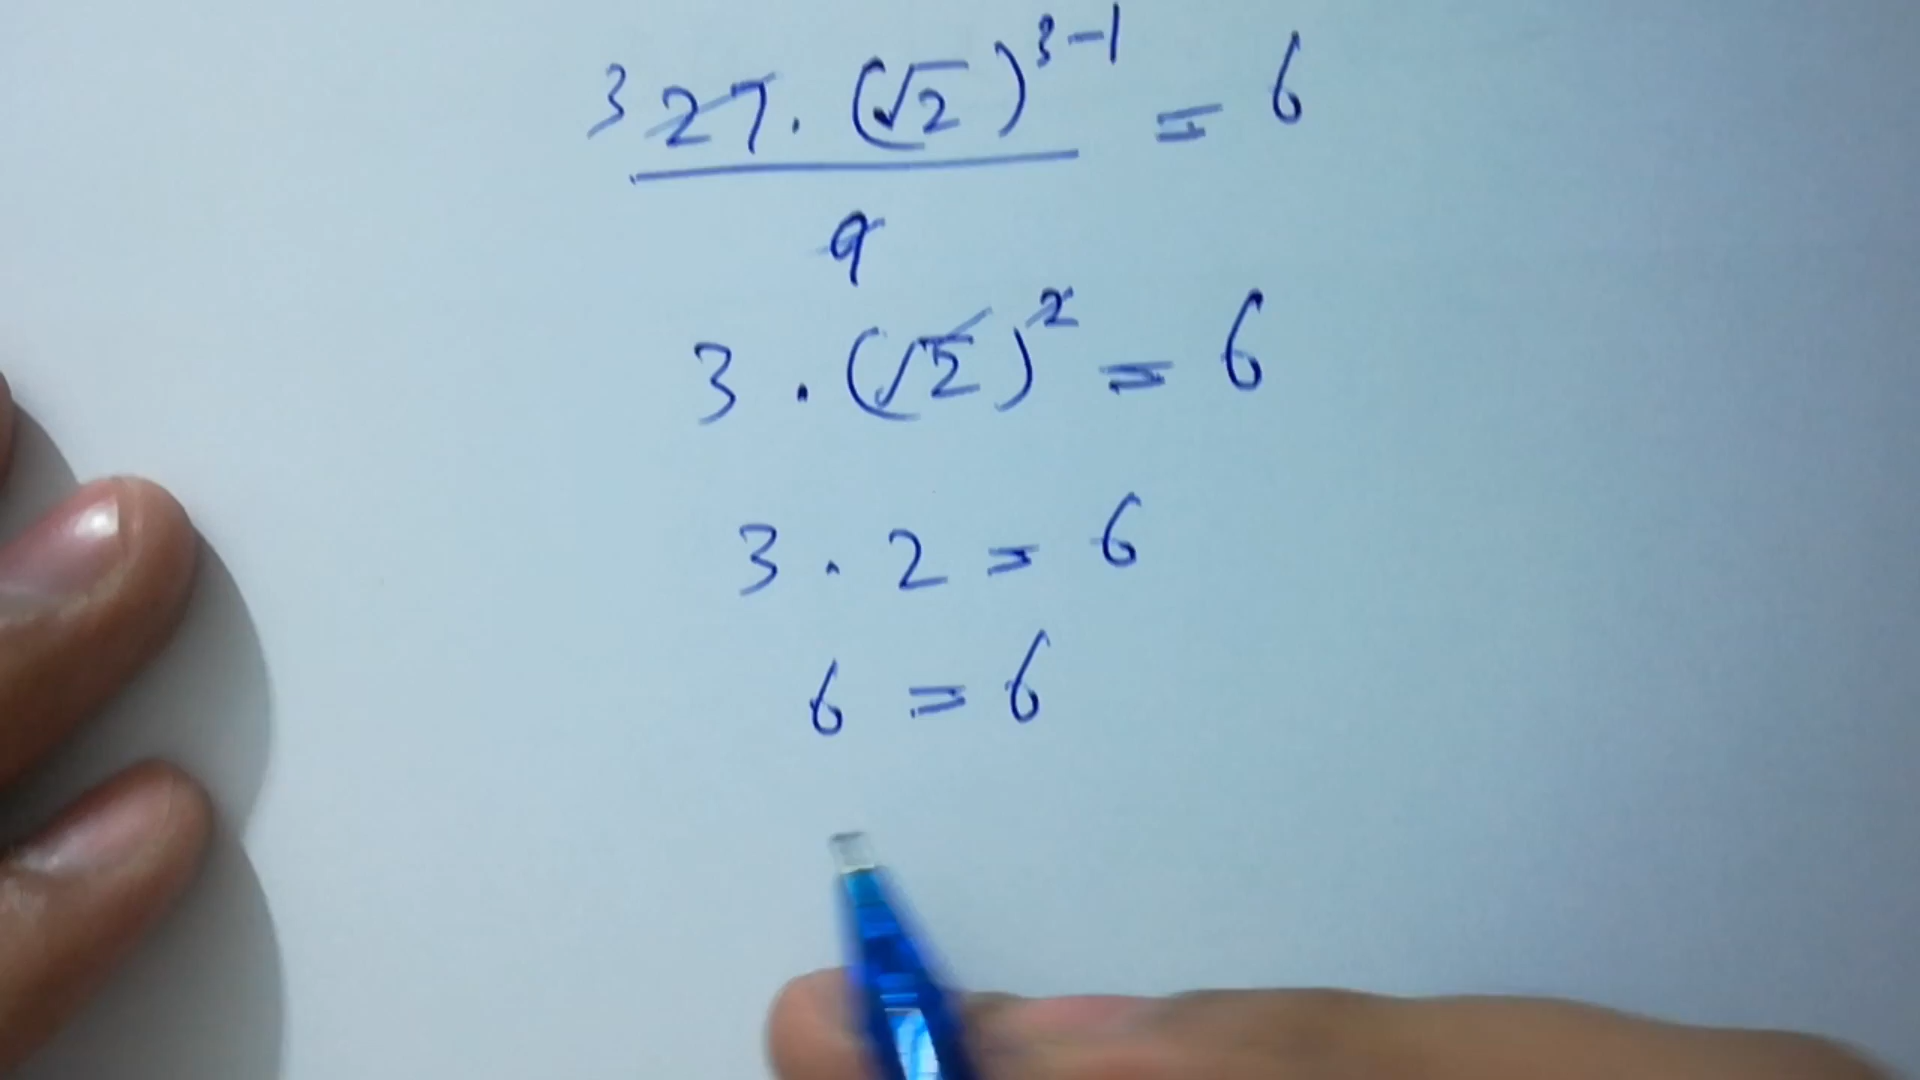 3 27 . (√2)^3-1 = 6
9
3 . (√2)^2 = 6
3 . 2 = 6
6 = 6